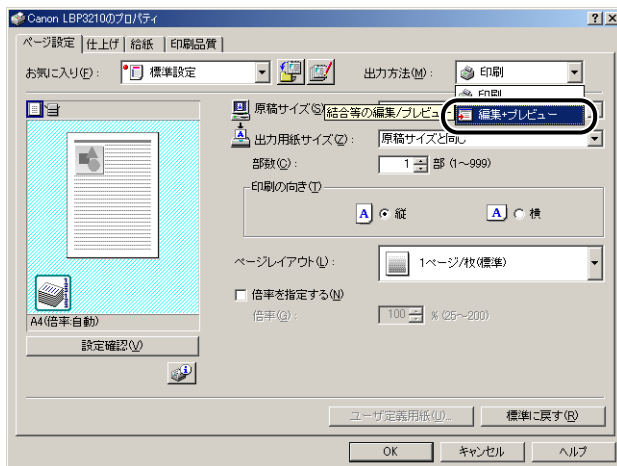 Canon LBP3210のプロパティ
ページ設定 仕上げ 給紙 印刷品質
お気に入り(F): 標準設定 出力方法(M): 印刷
印刷
編集+プレビュー
原稿サイズ(S) 結合等の編集/プレビュー
出力用紙サイズ(Z): 原稿サイズと同じ
部数(C): 1 部 (1~999)
印刷の向き(T)
A 縦 A 横
ページレイアウト(L): 1ページ/枚(標準)
倍率を指定する(N)
倍率(G): 100 % (25~200)
A4(倍率:自動)
設定確認(V)
ユーザ定義用紙(U)... 標準に戻す(R)
OK キャンセル ヘルプ